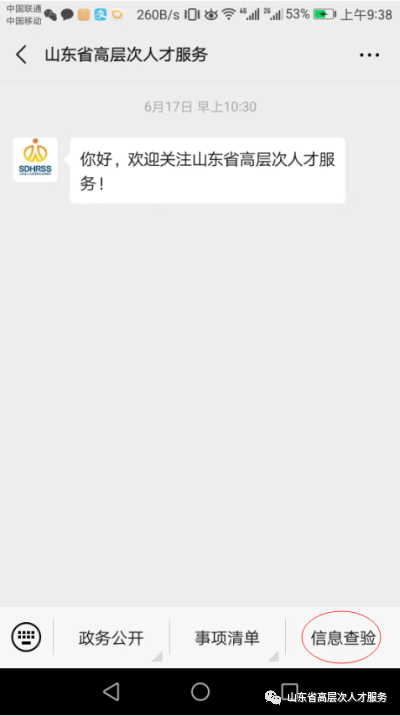 中国联通
中国移动
260B/s
4G
2G
53%
上午9:38
山东省高层次人才服务
6月17日 早上10:30
SDHRSS
你好，欢迎关注山东省高层次人才服
务！
政务公开
事项清单
信息查验
山东省高层次人才服务